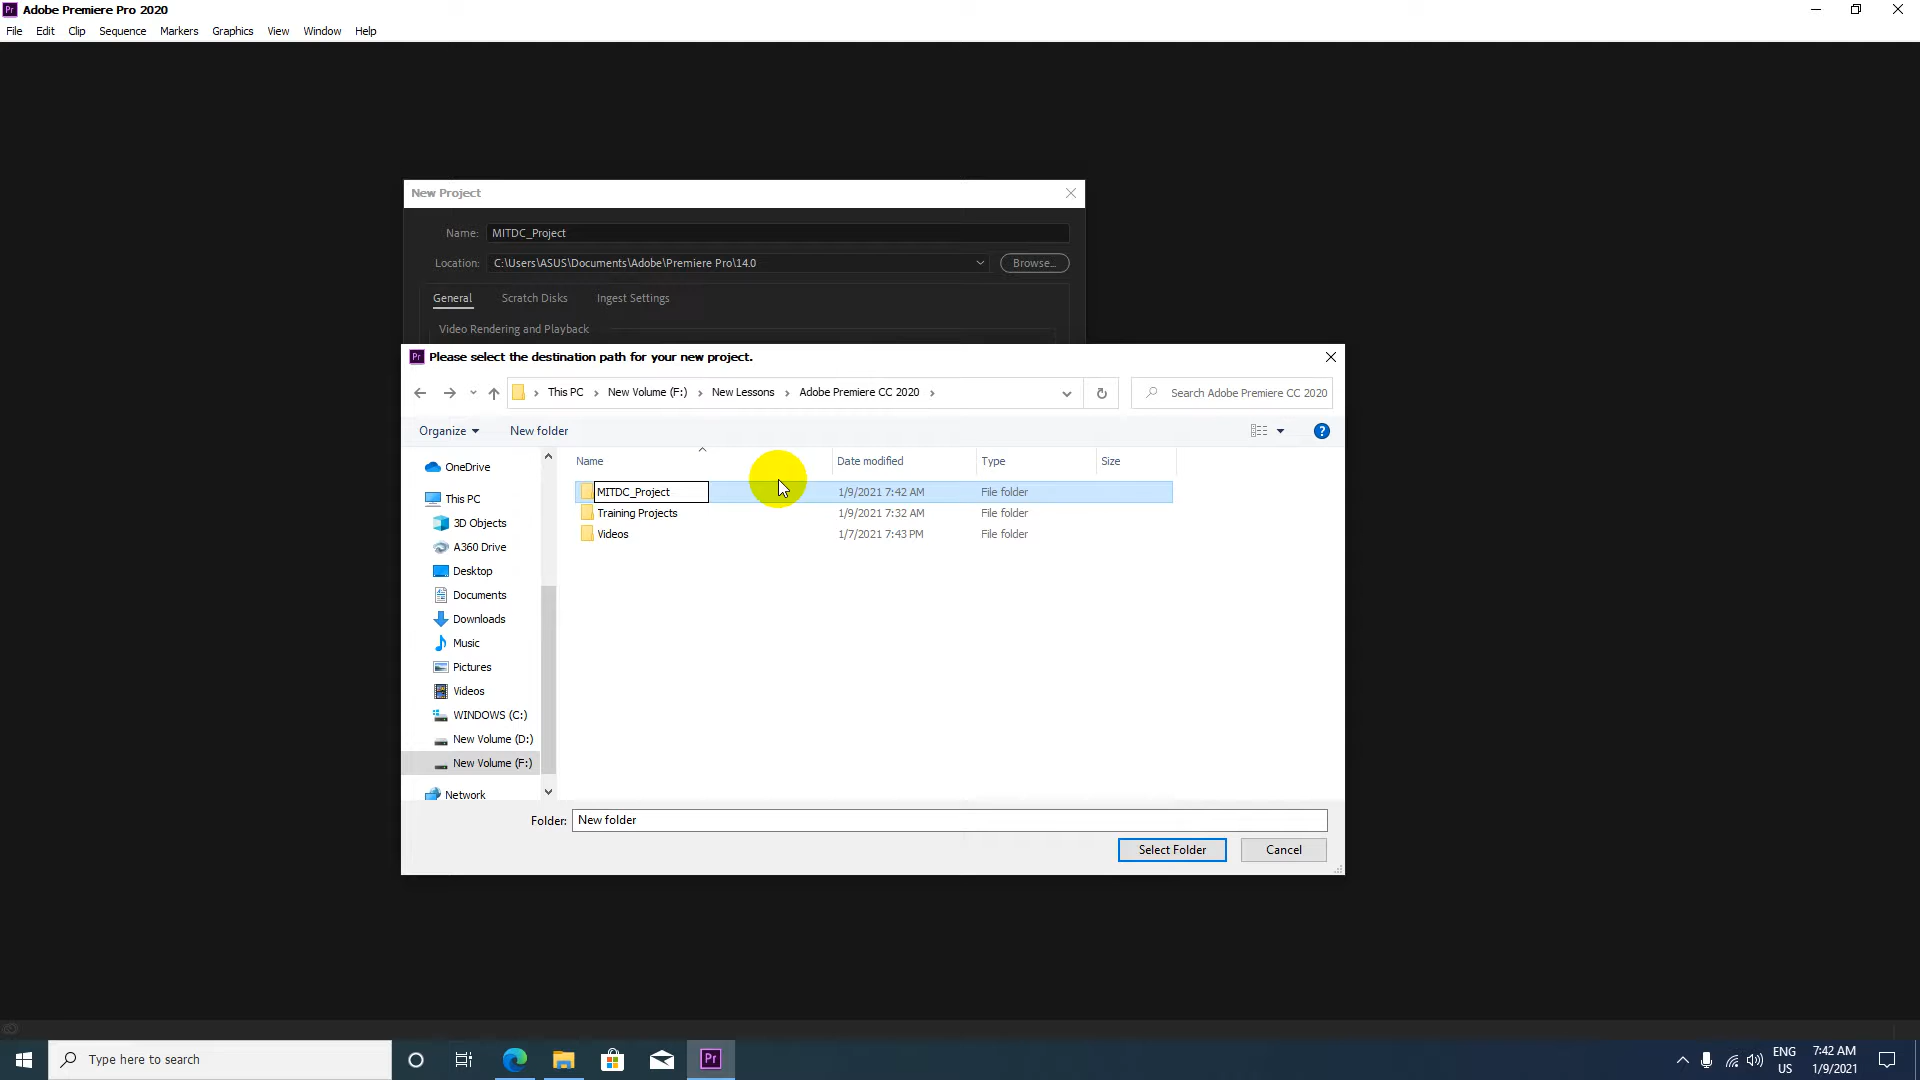 Adobe Premiere Pro 2020
File Edit Clip Sequence Markers Graphics View Window Help
New Project
Name: MITDC_Project
Location: C:\Users\ASUS\Documents\Adobe\Premiere Pro\14.0 Browse...
General Scratch Disks Ingest Settings
Video Rendering and Playback
Please select the destination path for your new project.
This PC New Volume (F:) New Lessons Adobe Premiere CC 2020 Search Adobe Premiere CC 2020
Organize New folder
Name Date modified Type Size
OneDrive
This PC
3D Objects
A360 Drive
Desktop
Documents
Downloads
Music
Pictures
Videos
WINDOWS (C:)
New Volume (D:)
New Volume (F:)
Network
MITDC_Project 1/9/2021 7:42 AM File folder
Training Projects 1/9/2021 7:32 AM File folder
Videos 1/7/2021 7:43 PM File folder
Folder: New folder
Select Folder Cancel
Type here to search
ENG
US
7:42 AM
1/9/2021